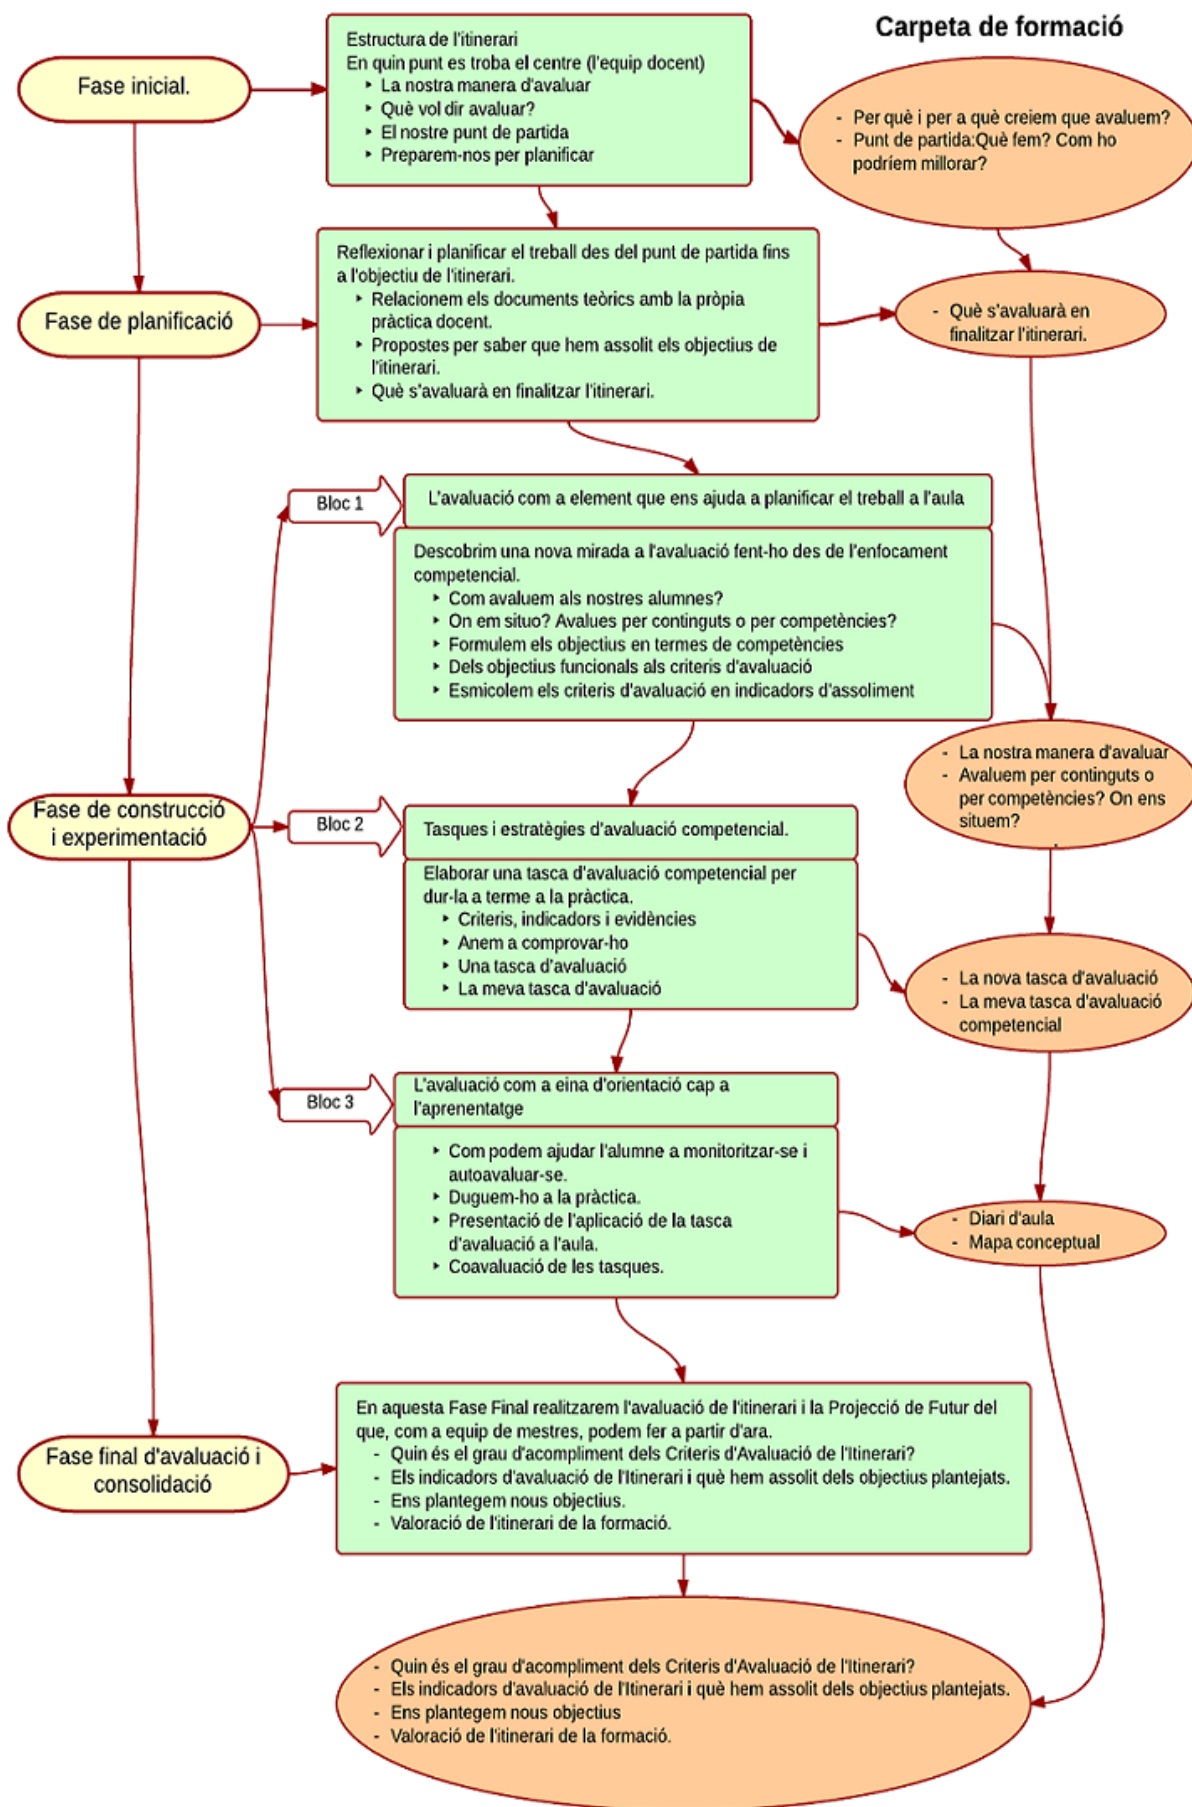 Carpeta de formació
Fase inicial.
Estructura de l'itinerari
En quin punt es troba el centre (l'equip docent)
‣ La nostra manera d'avaluar
‣ Què vol dir avaluar?
‣ El nostre punt de partida
‣ Preparem-nos per planificar
- Per què i per a què creiem que avaluem?
- Punt de partida:Què fem? Com ho
podríem millorar?
Fase de planificació
Reflexionar i planificar el treball des del punt de partida fins
a l'objectiu de l'itinerari.
‣ Relacionem els documents teòrics amb la pròpia
pràctica docent.
‣ Propostes per saber que hem assolit els objectius de
l'itinerari.
‣ Què s'avaluarà en finalitzar l'itinerari.
- Què s'avaluarà en
finalitzar l'itinerari.
Fase de construcció
i experimentació
Bloc 1
L'avaluació com a element que ens ajuda a planificar el treball a l'aula
Descobrim una nova mirada a l'avaluació fent-ho des de l'enfocament
competencial.
‣ Com avaluem als nostres alumnes?
‣ On em situo? Avalues per continguts o per competències?
‣ Formulem els objectius en termes de competències
‣ Dels objectius funcionals als criteris d'avaluació
‣ Esmicolem els criteris d'avaluació en indicadors d'assoliment
- La nostra manera d'avaluar
- Avaluem per continguts o
per competències? On ens
situem?
.
Bloc 2
Tasques i estratègies d'avaluació competencial.
Elaborar una tasca d'avaluació competencial per
dur-la a terme a la pràctica.
‣ Criteris, indicadors i evidències
‣ Anem a comprovar-ho
‣ Una tasca d'avaluació
‣ La meva tasca d'avaluació
- La nova tasca d'avaluació
- La meva tasca d'avaluació
competencial
Bloc 3
L'avaluació com a eina d'orientació cap a
l'aprenentatge
‣ Com podem ajudar l'alumne a monitoritzar-se i
autoavaluar-se.
‣ Duguem-ho a la pràctica.
‣ Presentació de l'aplicació de la tasca
d'avaluació a l'aula.
‣ Coavaluació de les tasques.
- Diari d'aula
- Mapa conceptual
Fase final d'avaluació i
consolidació
En aquesta Fase Final realitzarem l'avaluació de l'itinerari i la Projecció de Futur del
que, com a equip de mestres, podem fer a partir d'ara.
- Quin és el grau d'acompliment dels Criteris d'Avaluació de l'Itinerari?
- Els indicadors d'avaluació de l'Itinerari i què hem assolit dels objectius plantejats.
- Ens plantegem nous objectius.
- Valoració de l'itinerari de la formació.
- Quin és el grau d'acompliment dels Criteris d'Avaluació de l'Itinerari?
- Els indicadors d'avaluació de l'Itinerari i què hem assolit dels objectius plantejats.
- Ens plantegem nous objectius
- Valoració de l'itinerari de la formació.